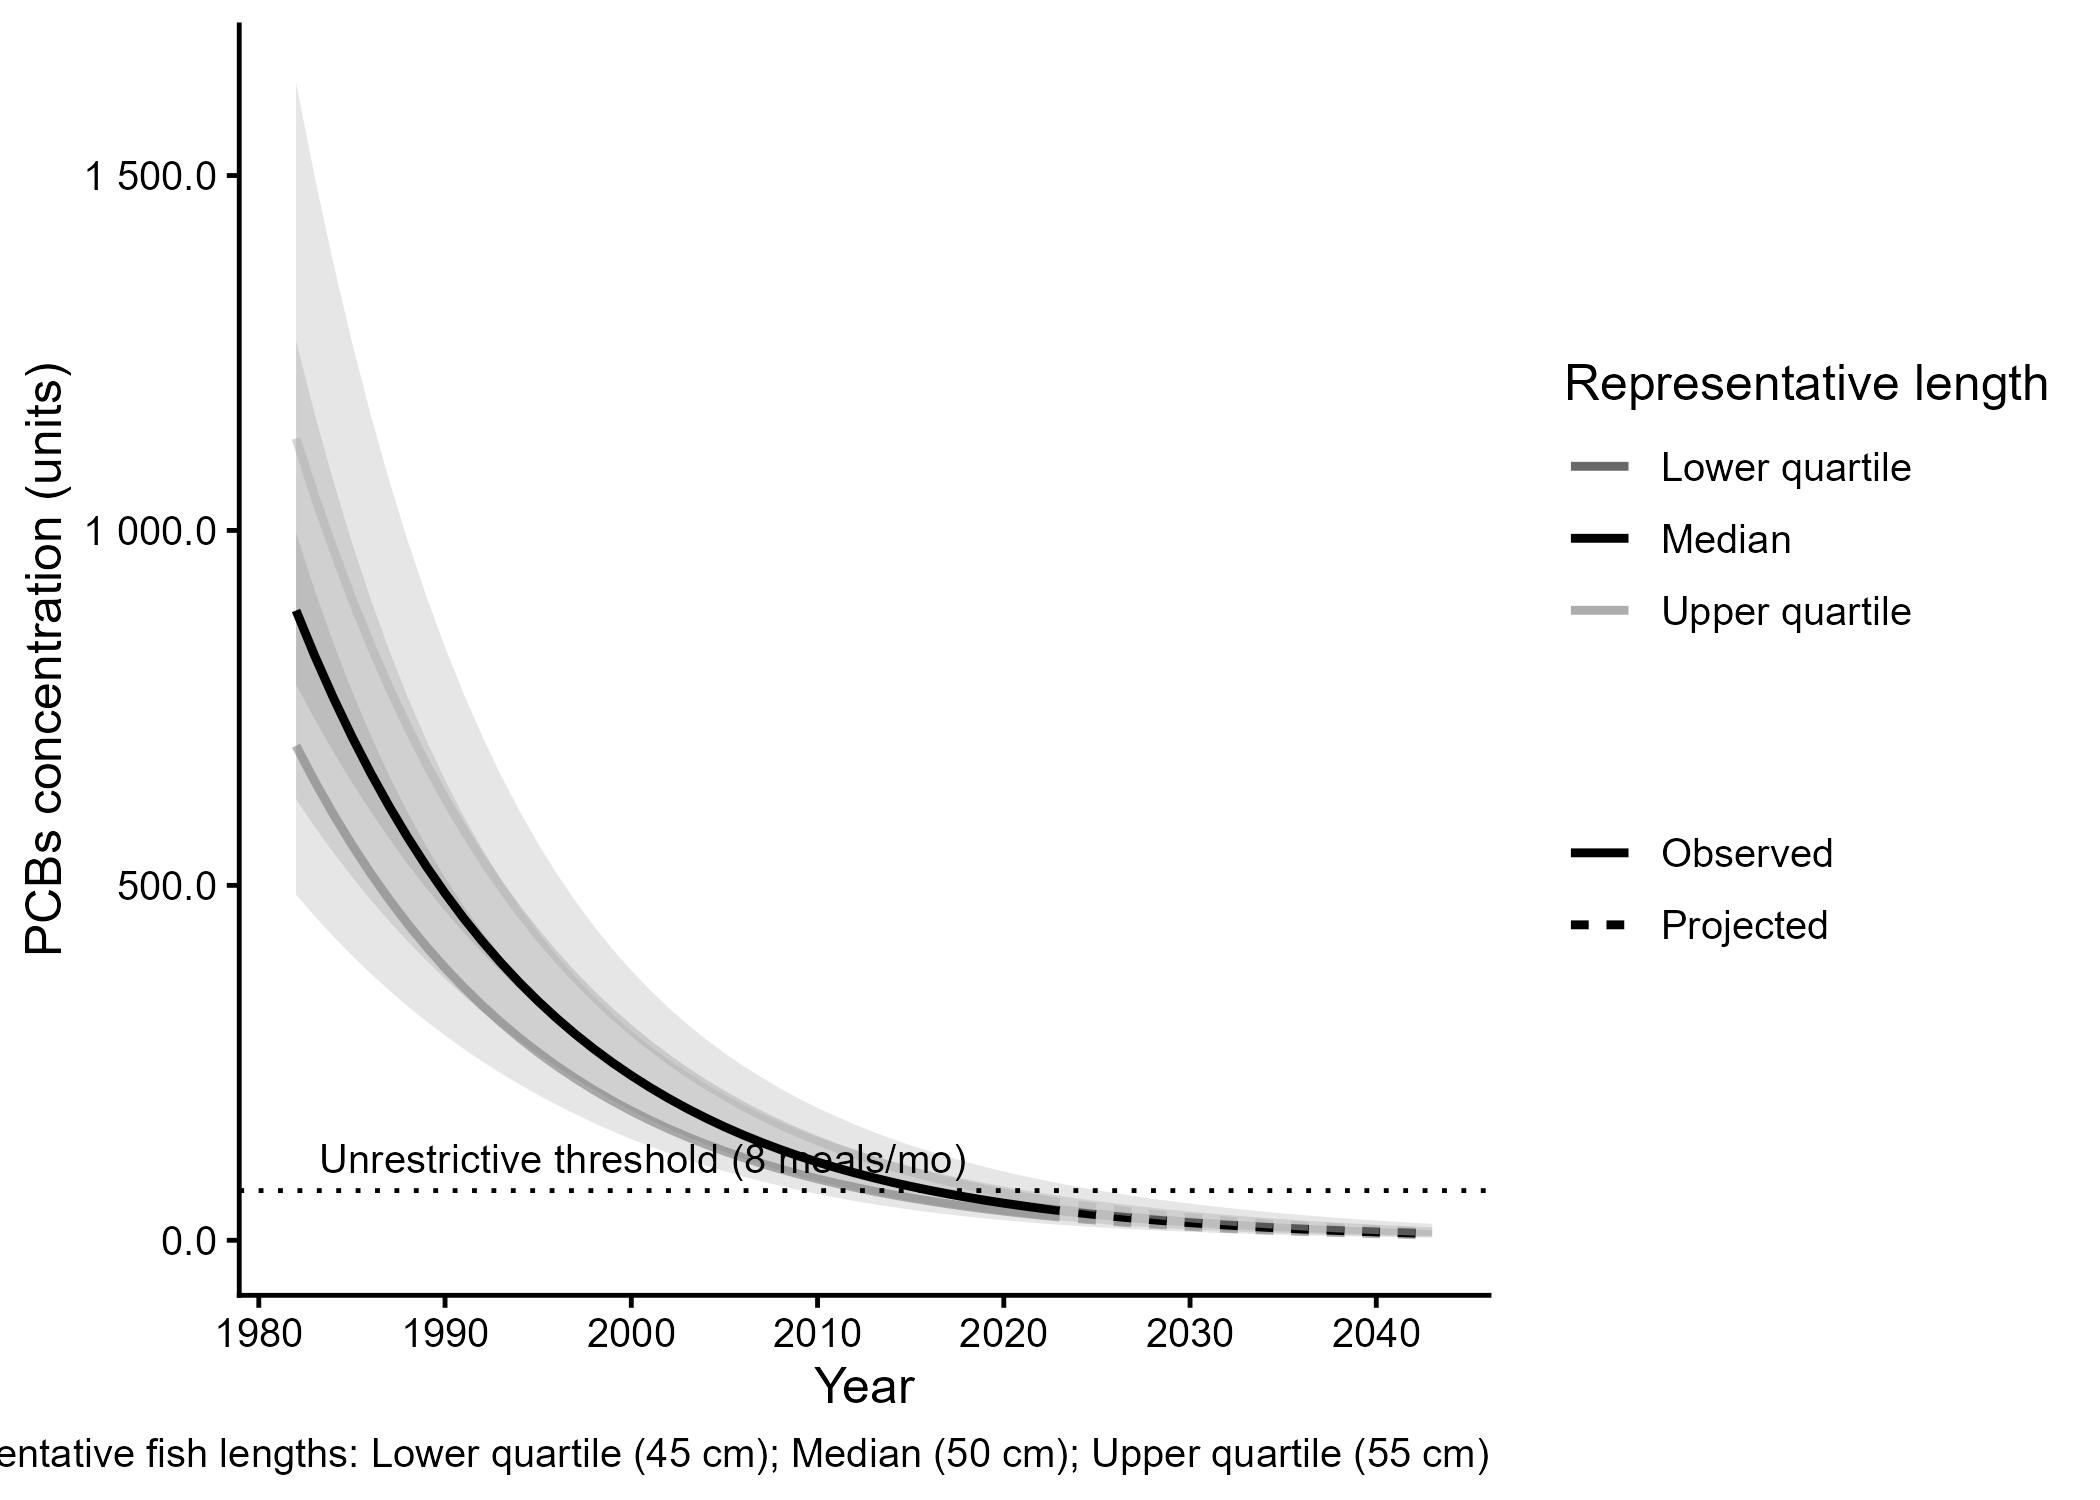 PCBs concentration (units)
1 500.0
1 000.0
500.0
0.0
Unrestrictive threshold (8 meals/mo)
1980 1990 2000 2010 2020 2030 2040
Year
fish lengths: Lower quartile (45 cm); Median (50 cm); Upper quartile (55 cm)
Representative length
Lower quartile
Median
Upper quartile
Observed
Projected